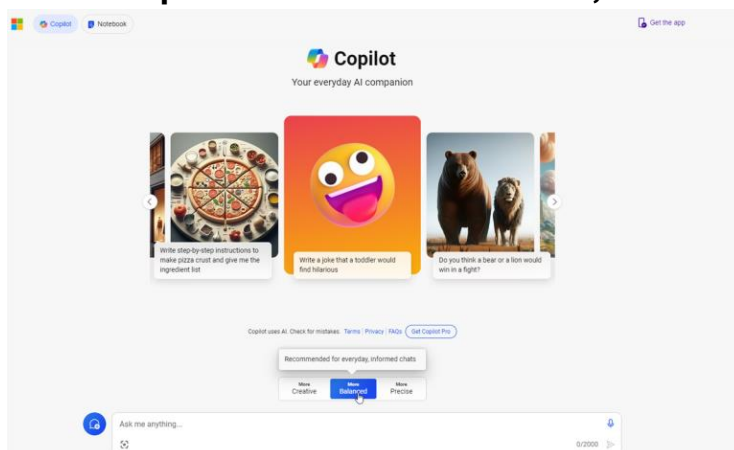 Copilot
Notebook
Get the app
Copilot
Your everyday AI companion
Write step-by-step instructions to
make pizza crust and give me the
ingredient list
Write a joke that a toddler would
find hilarious
Do you think a bear or a lion would
win in a fight?
Copilot uses AI. Check for mistakes. Terms | Privacy | FAQs Get Copilot Pro
Recommended for everyday, informed chats
More
Creative
More
Balanced
More
Precise
Ask me anything...
0/2000